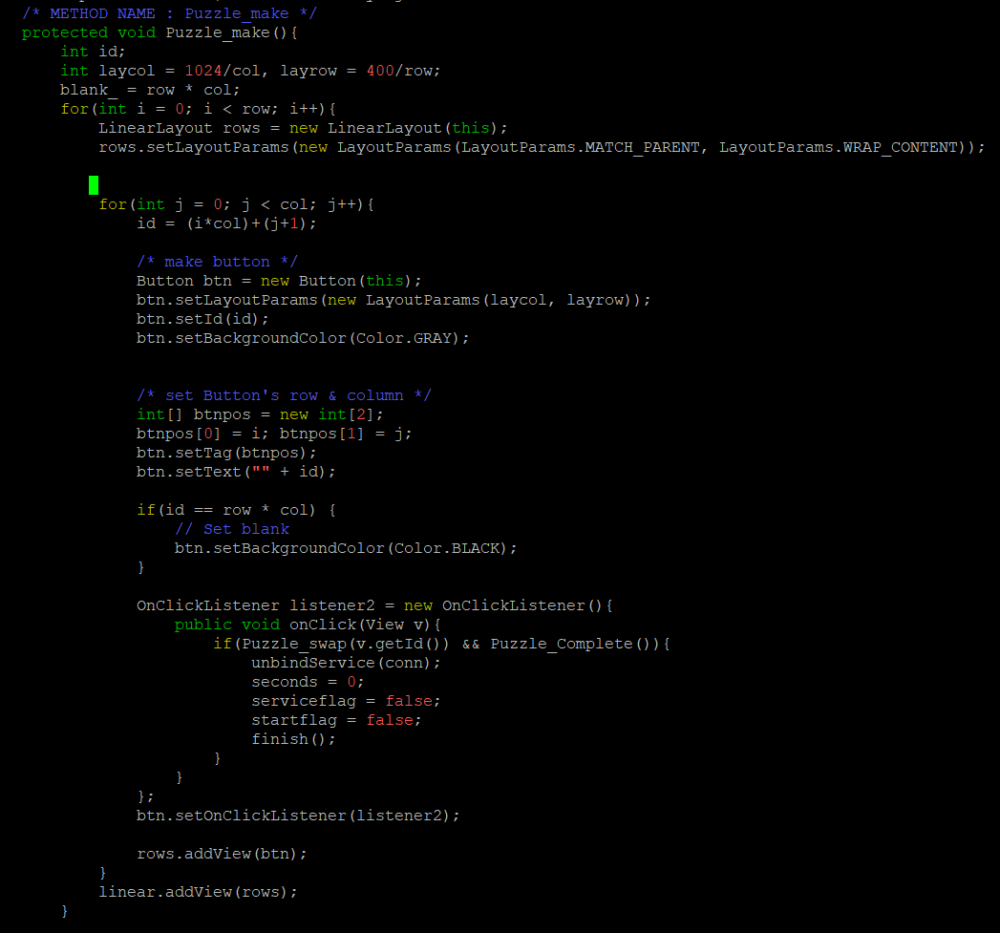 /* METHOD NAME : Puzzle_make */
protected void Puzzle_make(){
    int id;
    int laycol = 1024/col, layrow = 400/row;
    blank_ = row * col;
    for(int i = 0; i < row; i++){
        LinearLayout rows = new LinearLayout(this);
        rows.setLayoutParams(new LayoutParams(LayoutParams.MATCH_PARENT, LayoutParams.WRAP_CONTENT));

        for(int j = 0; j < col; j++){
            id = (i*col)+(j+1);

            /* make button */
            Button btn = new Button(this);
            btn.setLayoutParams(new LayoutParams(laycol, layrow));
            btn.setId(id);
            btn.setBackgroundColor(Color.GRAY);

            /* set Button's row & column */
            int[] btnpos = new int[2];
            btnpos[0] = i; btnpos[1] = j;
            btn.setTag(btnpos);
            btn.setText("" + id);

            if(id == row * col) {
                // Set blank
                btn.setBackgroundColor(Color.BLACK);
            }

            OnClickListener listener2 = new OnClickListener(){
                public void onClick(View v){
                    if(Puzzle_swap(v.getId()) && Puzzle_Complete()){
                        unbindService(conn);
                        seconds = 0;
                        serviceflag = false;
                        startflag = false;
                        finish();
                    }
                }
            };
            btn.setOnClickListener(listener2);

            rows.addView(btn);
        }
        linear.addView(rows);
    }